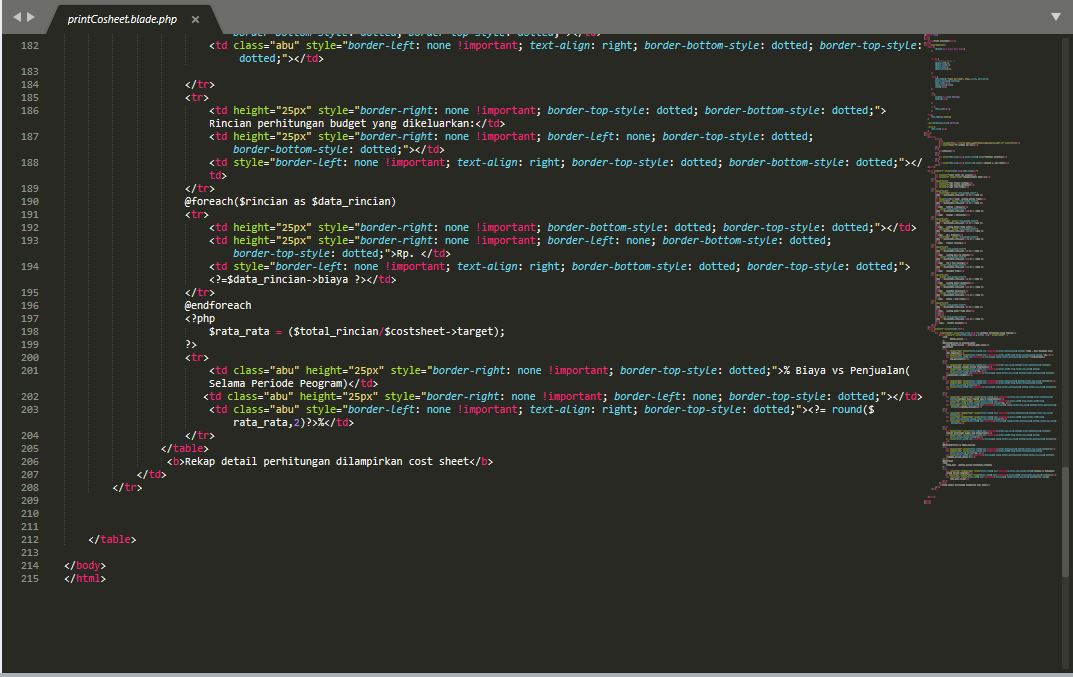 printCosheet.blade.php ×
182 <td class="abu" style="border-left: none !important; text-align: right; border-bottom-style: dotted; border-top-style:
dotted;"></td>
183
184 </tr>
185 <tr>
186 <td height="25px" style="border-right: none !important; border-top-style: dotted; border-bottom-style: dotted;">
Rincian perhitungan budget yang dikeluarkan:</td>
187 <td height="25px" style="border-right: none !important; border-left: none; border-top-style: dotted;
border-bottom-style: dotted;"></td>
188 <td style="border-left: none !important; text-align: right; border-top-style: dotted; border-bottom-style: dotted;"></
td>
189 </tr>
190 @foreach($rincian as $data_rincian)
191 <tr>
192 <td height="25px" style="border-right: none !important; border-bottom-style: dotted; border-top-style: dotted;"></td>
193 <td height="25px" style="border-right: none !important; border-left: none; border-bottom-style: dotted;
border-top-style: dotted;">Rp. </td>
194 <td style="border-left: none !important; text-align: right; border-bottom-style: dotted; border-top-style: dotted;">
<?=$data_rincian->biaya ?></td>
195 </tr>
196 @endforeach
197 <?php
198 $rata_rata = ($total_rincian/$costsheet->target);
199 ?>
200 <tr>
201 <td class="abu" height="25px" style="border-right: none !important; border-top-style: dotted;">% Biaya vs Penjualan(
Selama Periode Peogram)</td>
202 <td class="abu" height="25px" style="border-right: none !important; border-left: none; border-top-style: dotted;"></td>
203 <td class="abu" style="border-left: none !important; text-align: right; border-top-style: dotted;"><?= round($
rata_rata,2)?>%</td>
204 </tr>
205 </table>
206 <b>Rekap detail perhitungan dilampirkan cost sheet</b>
207 </td>
208 </tr>
209
210
211
212 </table>
213
214 </body>
215 </html>